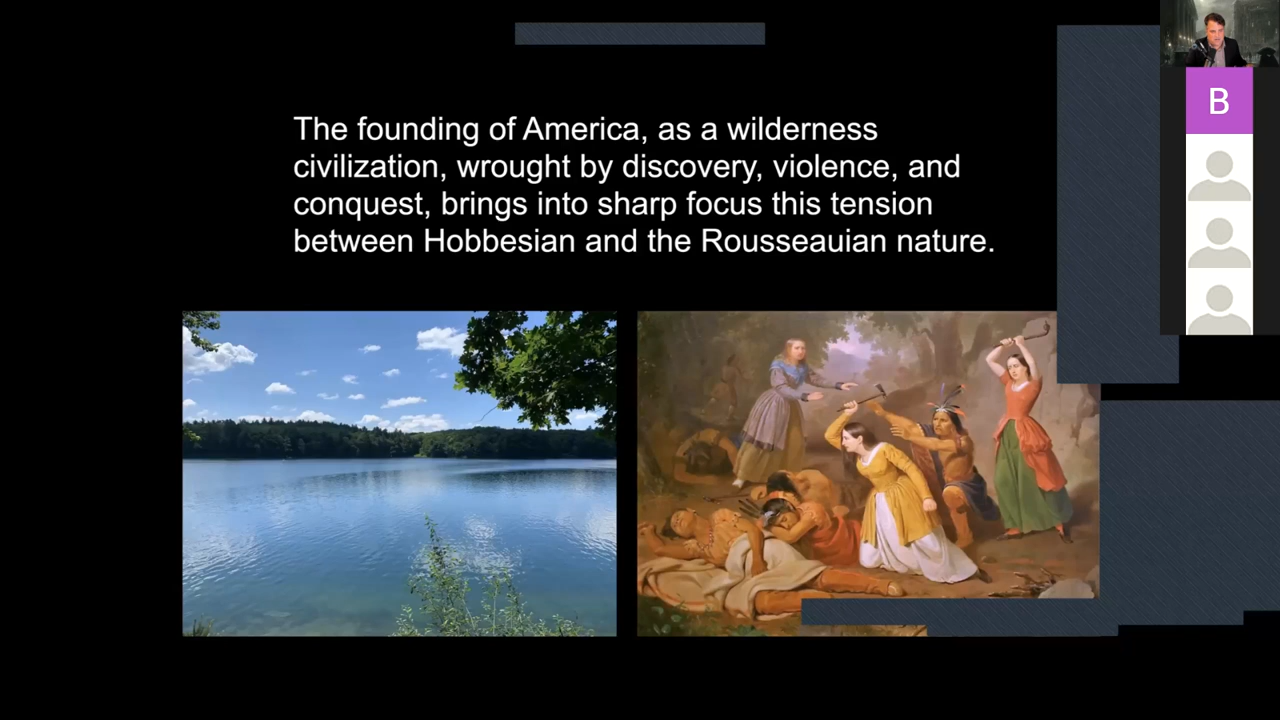 The founding of America, as a wilderness
civilization, wrought by discovery, violence, and
conquest, brings into sharp focus this tension
between Hobbesian and the Rousseauian nature.
B